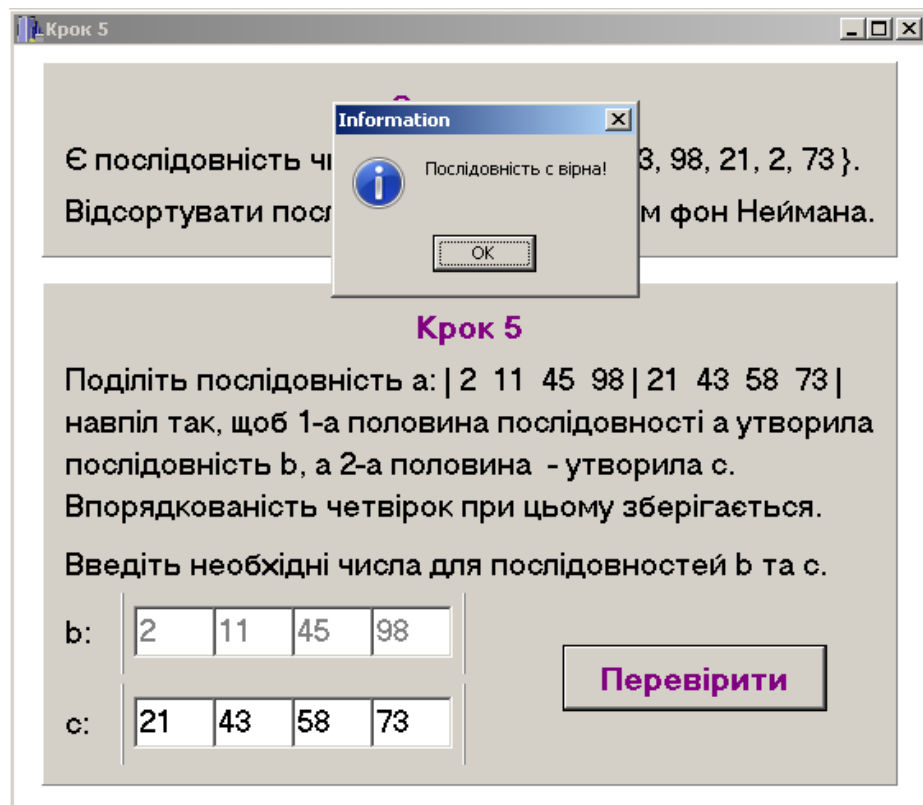 Крок 5
Є послідовність 3, 98, 21, 2, 73 }.
Відсортувати м фон Неймана.
Information
Послідовність c вірна!
OK
Крок 5
Поділіть послідовність a: | 2 11 45 98 | 21 43 58 73 |
навпіл так, щоб 1-а половина послідовності a утворила
послідовність b, а 2-а половина - утворила c.
Впорядкованість четвірок при цьому зберігається.
Введіть необхідні числа для послідовностей b та c.
b: 2 11 45 98
Перевірити
c: 21 43 58 73